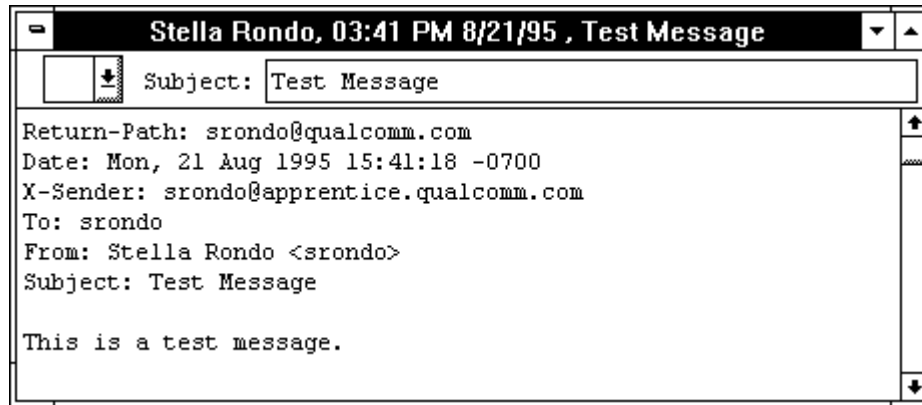 Stella Rondo, 03:41 PM 8/21/95 , Test Message
Subject: Test Message
Return-Path: srondo@qualcomm.com
Date: Mon, 21 Aug 1995 15:41:18 -0700
X-Sender: srondo@apprentice.qualcomm.com
To: srondo
From: Stella Rondo <srondo>
Subject: Test Message
This is a test message.